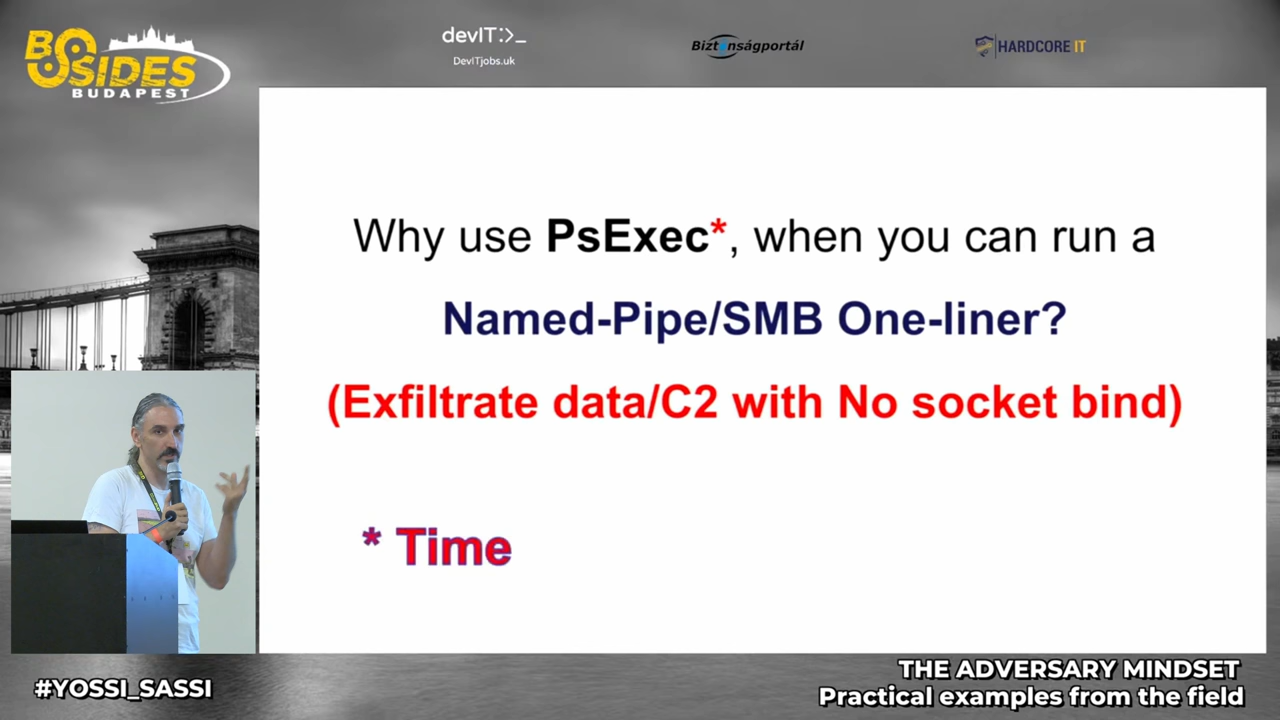 BSIDES
BUDAPEST
devIT:>_
DevITjobs.uk
Biztonságportál
HARDCORE IT
Why use PsExec*, when you can run a
Named-Pipe/SMB One-liner?
(Exfiltrate data/C2 with No socket bind)
* Time
#YOSSI_SASSI
THE ADVERSARY MINDSET
Practical examples from the field